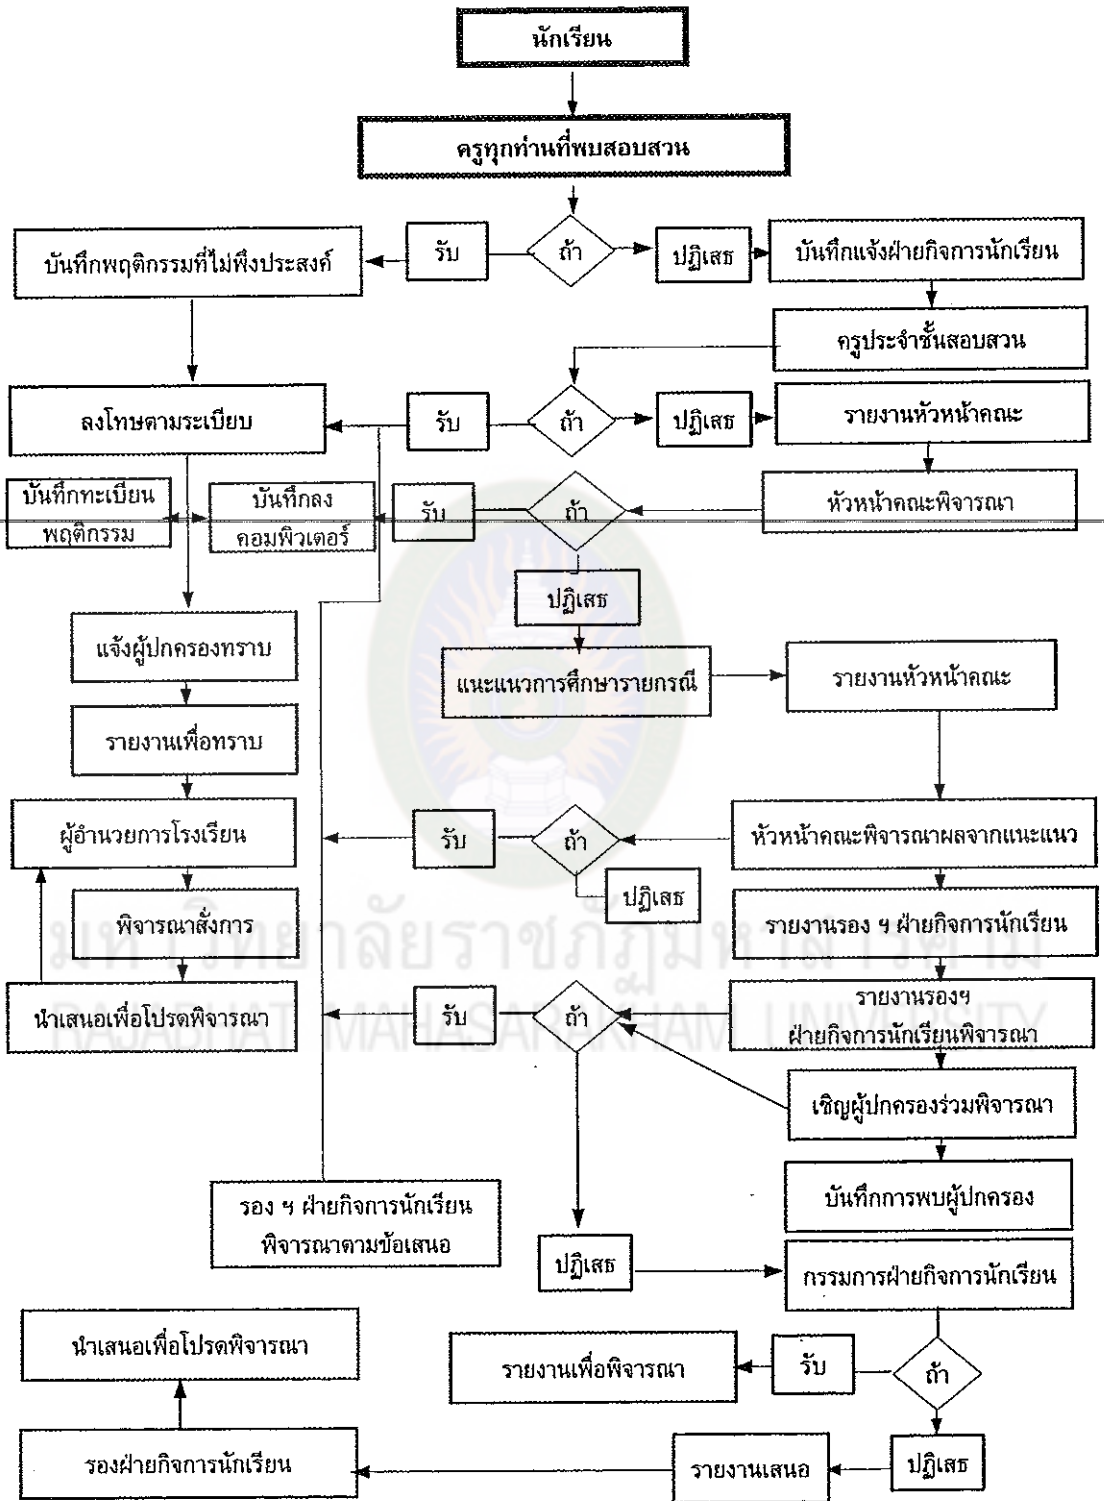 นักเรียน
ครูทุกท่านที่พบสอบสวน
บันทึกพฤติกรรมที่ไม่พึงประสงค์
รับ
ถ้า
ปฏิเสธ
บันทึกแจ้งฝ่ายกิจการนักเรียน
ครูประจำชั้นสอบสวน
ลงโทษตามระเบียบ
รับ
ถ้า
ปฏิเสธ
รายงานหัวหน้าคณะ
บันทึกทะเบียน
พฤติกรรม
บันทึกลง
คอมพิวเตอร์
รับ
ถ้า
หัวหน้าคณะพิจารณา
ปฏิเสธ
แจ้งผู้ปกครองทราบ
แนะแนวการศึกษารายกรณี
รายงานหัวหน้าคณะ
รายงานเพื่อทราบ
ผู้อำนวยการโรงเรียน
รับ
ถ้า
หัวหน้าคณะพิจารณาผลจากแนะแนว
ปฏิเสธ
พิจารณาสั่งการ
รายงานรอง ฯ ฝ่ายกิจการนักเรียน
มหาวิทยาลัยราชภัฏมหาสารคาม
RAJABHAT MAHASARAKHAM UNIVERSITY
นำเสนอเพื่อโปรดพิจารณา
รับ
ถ้า
รายงานรองฯ
ฝ่ายกิจการนักเรียนพิจารณา
เชิญผู้ปกครองร่วมพิจารณา
บันทึกการพบผู้ปกครอง
รอง ฯ ฝ่ายกิจการนักเรียน
พิจารณาตามข้อเสนอ
ปฏิเสธ
กรรมการฝ่ายกิจการนักเรียน
นำเสนอเพื่อโปรดพิจารณา
รายงานเพื่อพิจารณา
รับ
ถ้า
รองฝ่ายกิจการนักเรียน
รายงานเสนอ
ปฏิเสธ